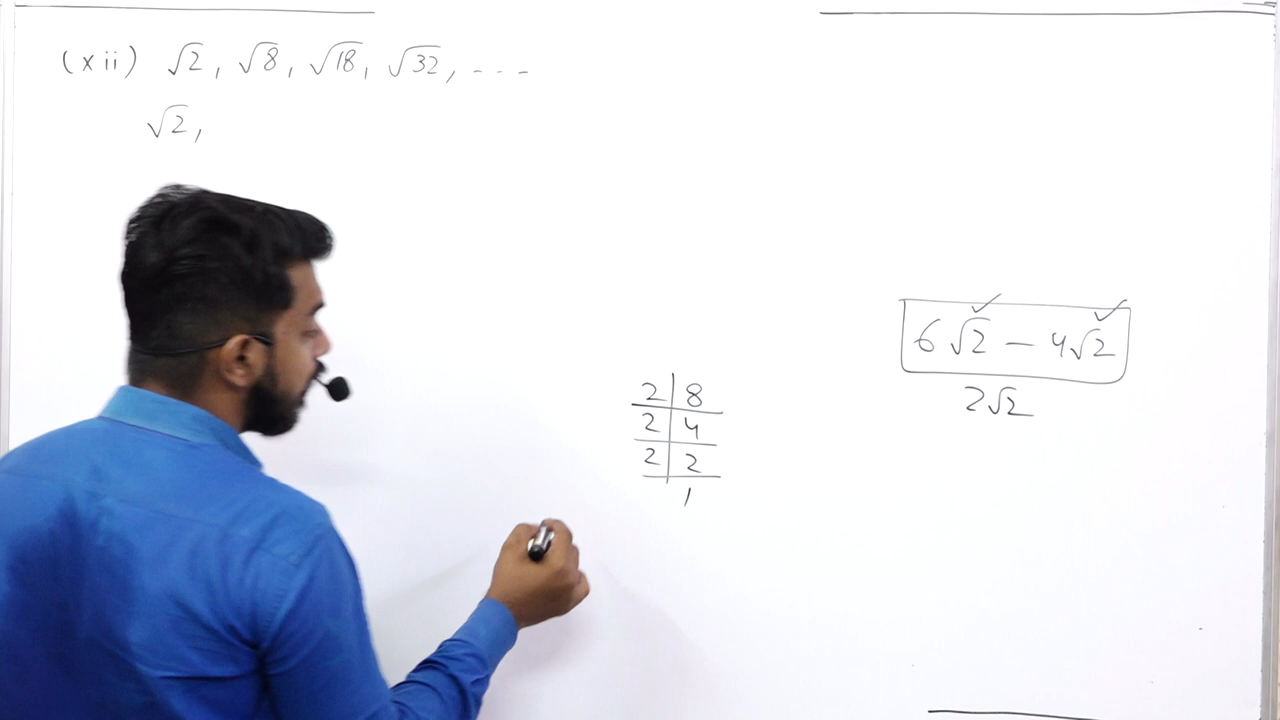 (xii) √2, √8, √18, √32, - - -
√2,
6√2 - 4√2
2√2
2 | 8
2 | 4
2 | 2
1